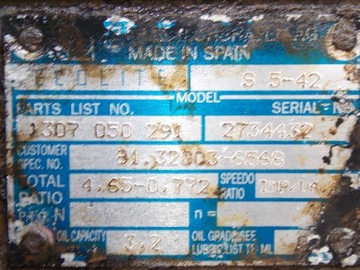 MADE IN SPAIN
ECOLITE S 5-42
MODEL
PARTS LIST NO. SERIAL
1307 050 291 2734432
CUSTOMER SPEC. NO. 81.32003-6568
TOTAL RATIO 4.65-0.772 SPEEDO RATIO
n=
OIL CAPACITY 3,2 OIL GRADE SEE
LUBRIC LIST TE-ML